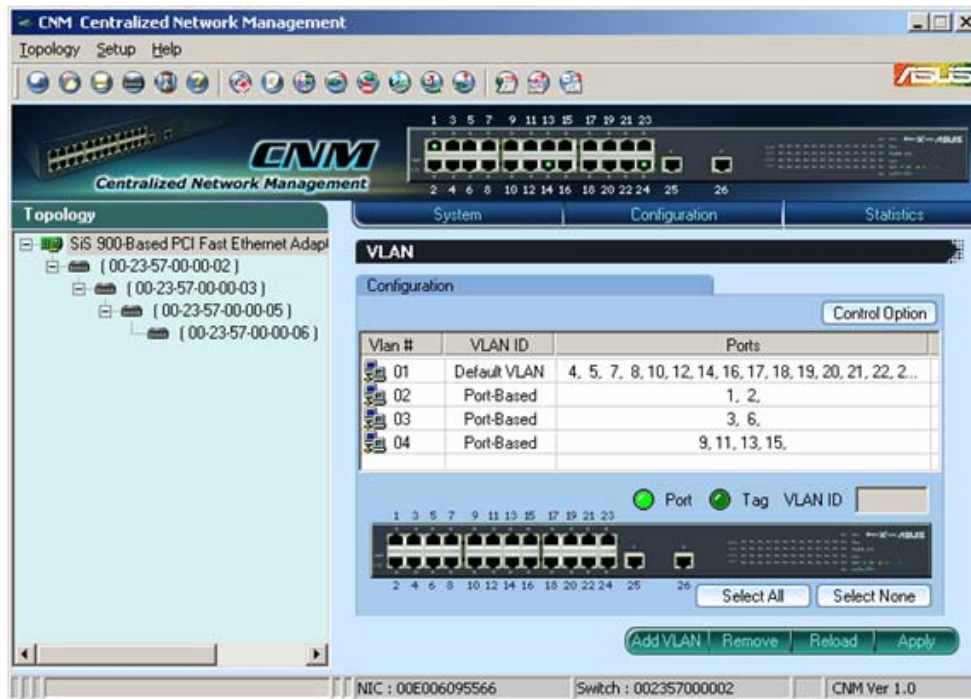 CNM Centralized Network Management
Topology Setup Help
ASUS
1 3 5 7 9 11 13 15 17 19 21 23
CNM
Centralized Network Management
2 4 6 8 10 12 14 16 18 20 22 24 25 26
Topology
System Configuration Statistics
SiS 900-Based PCI Fast Ethernet Adapt
( 00-23-57-00-00-02 )
( 00-23-57-00-00-03 )
( 00-23-57-00-00-05 )
( 00-23-57-00-00-06 )
VLAN
Configuration
Control Option
Vlan # VLAN ID Ports
01 Default VLAN 4, 5, 7, 8, 10, 12, 14, 16, 17, 18, 19, 20, 21, 22, 2...
02 Port-Based 1, 2,
03 Port-Based 3, 6,
04 Port-Based 9, 11, 13, 15,
Port Tag VLAN ID
1 3 5 7 9 11 13 15 17 19 21 23
ASUS
2 4 6 8 10 12 14 16 18 20 22 24 25 26
Select All Select None
Add VLAN Remove Reload Apply
NIC : 00E006095566 Switch : 002357000002 CNM Ver 1.0